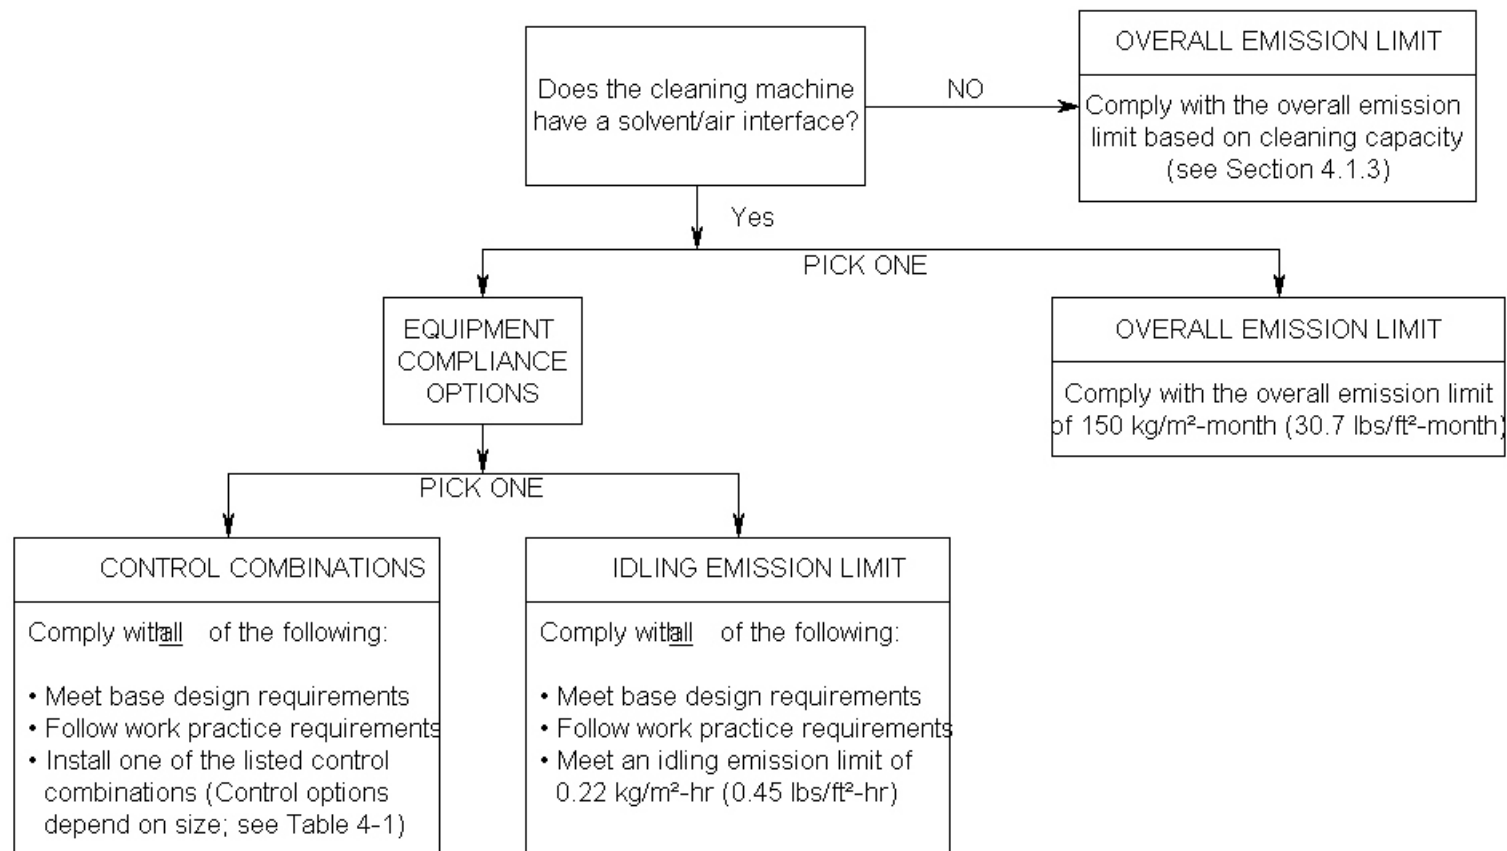 Does the cleaning machine
have a solvent/air interface?
NO
OVERALL EMISSION LIMIT
Comply with the overall emission
limit based on cleaning capacity
(see Section 4.1.3)
Yes
PICK ONE
EQUIPMENT
COMPLIANCE
OPTIONS
OVERALL EMISSION LIMIT
Comply with the overall emission limit
of 150 kg/m²-month (30.7 lbs/ft²-month)
PICK ONE
CONTROL COMBINATIONS
Comply with all of the following:
• Meet base design requirements
• Follow work practice requirements
• Install one of the listed control
combinations (Control options
depend on size; see Table 4-1)
IDLING EMISSION LIMIT
Comply with all of the following:
• Meet base design requirements
• Follow work practice requirements
• Meet an idling emission limit of
0.22 kg/m²-hr (0.45 lbs/ft²-hr)